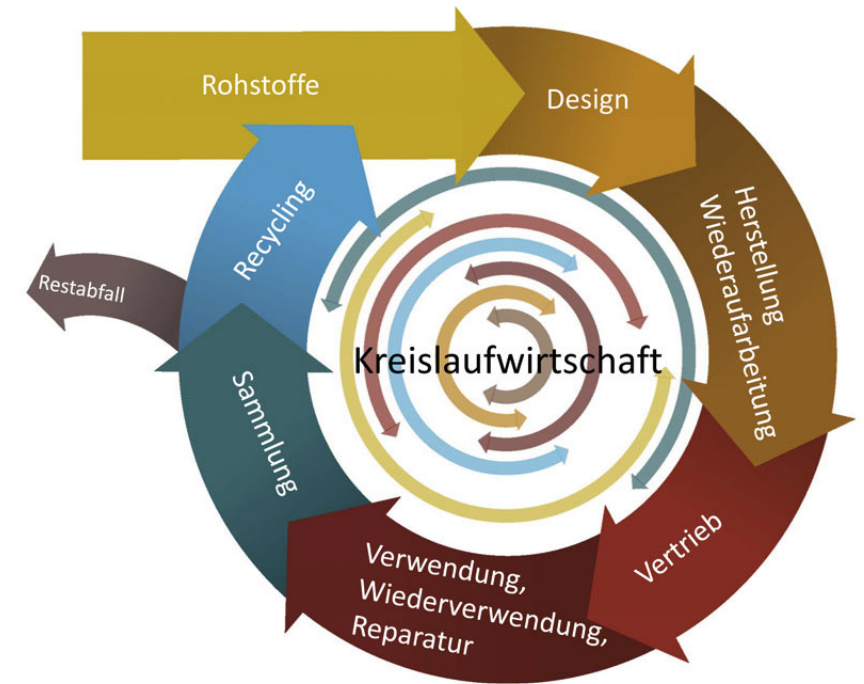 Rohstoffe
Design
Herstellung
Wiederaufarbeitung
Vertrieb
Verwendung,
Wiederverwendung,
Reparatur
Sammlung
Recycling
Restabfall
Kreislaufwirtschaft